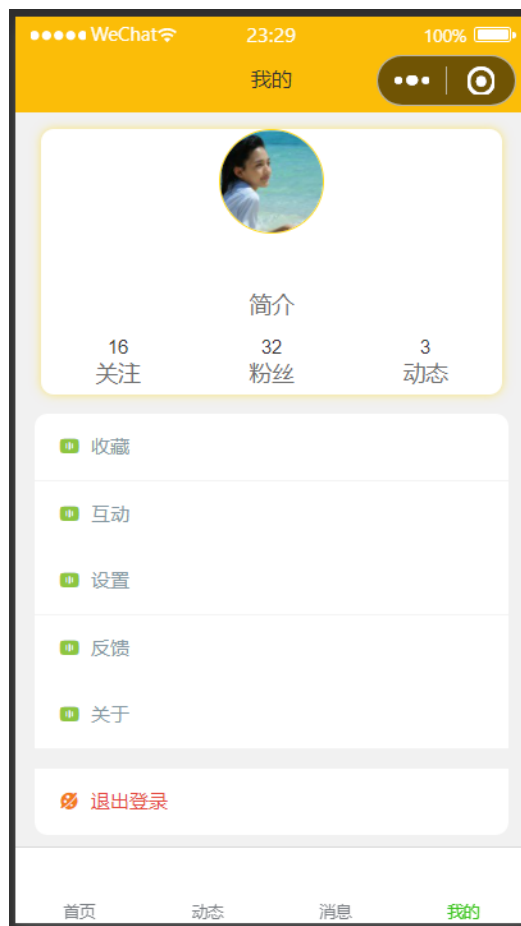 WeChat 23:29 100%
我的
简介
16 32 3
关注 粉丝 动态
收藏
互动
设置
反馈
关于
退出登录
首页 动态 消息 我的